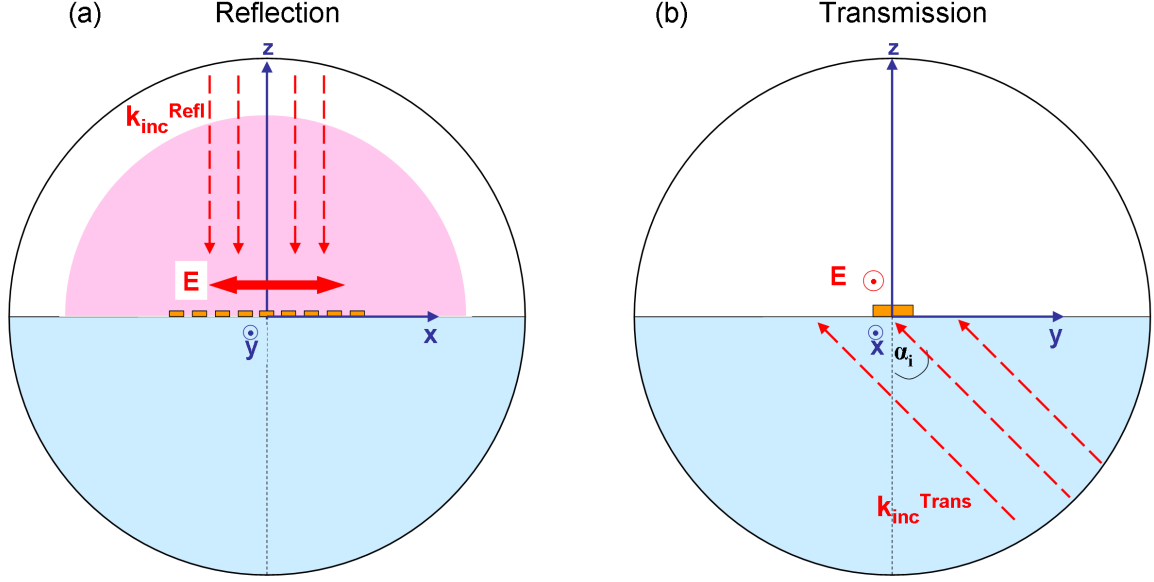 (a) Reflection
z
k_inc^Refl
E
x
y
(b) Transmission
z
E
y
x
α_i
k_inc^Trans